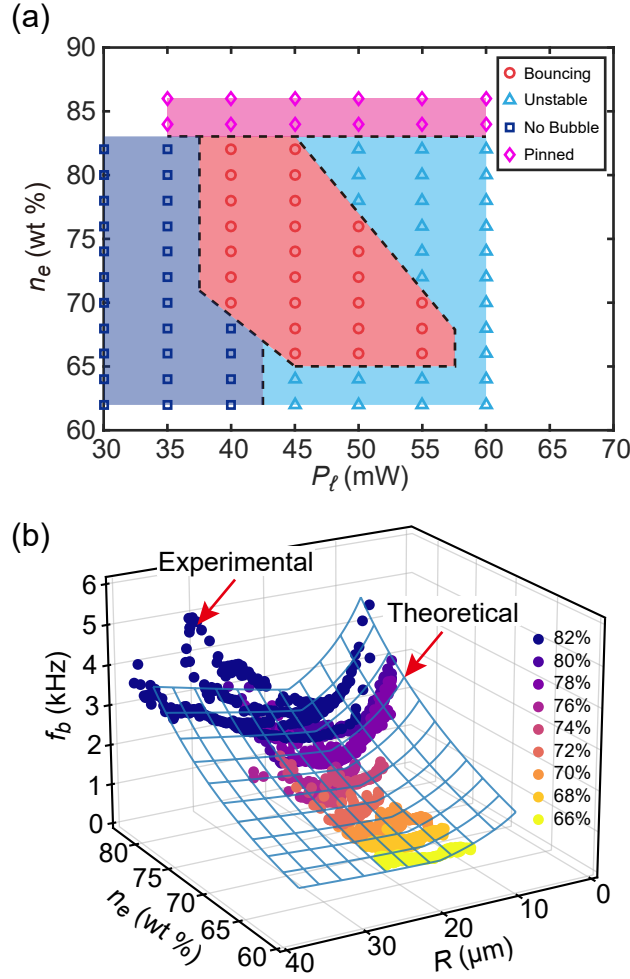 (a)
90
85
80
75
70
65
60
n_e (wt %)
30 35 40 45 50 55 60 65 70
P_ℓ (mW)
Bouncing
Unstable
No Bubble
Pinned
(b)
Experimental
Theoretical
6
5
4
3
2
1
0
f_b (kHz)
80
75
70
65
60
n_e (wt %)
40
30
20
10
0
R (μm)
82%
80%
78%
76%
74%
72%
70%
68%
66%